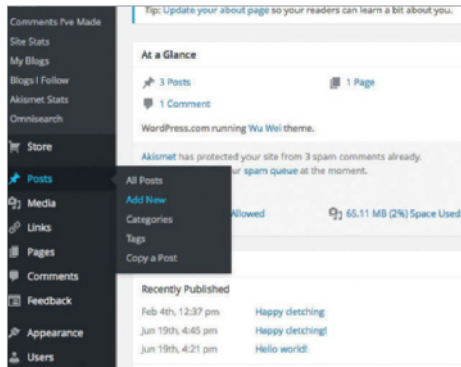 Comments I've Made
Site Stats
My Blogs
Blogs I Follow
Akismet Stats
Omnisearch
Store
Posts
Media
Links
Pages
Comments
Feedback
Appearance
Users
All Posts
Add New
Categories
Tags
Copy a Post
Tip: Update your about page so your readers can learn a bit about you.
At a Glance
3 Posts
1 Page
1 Comment
WordPress.com running Wu Wei theme.
Akismet has protected your site from 3 spam comments already.
ur spam queue at the moment.
Allowed
65.11 MB (2%) Space Used
Recently Published
Feb 4th, 12:37 pm Happy cletching
Jun 19th, 4:45 pm Happy cletching!
Jun 19th, 4:21 pm Hello world!